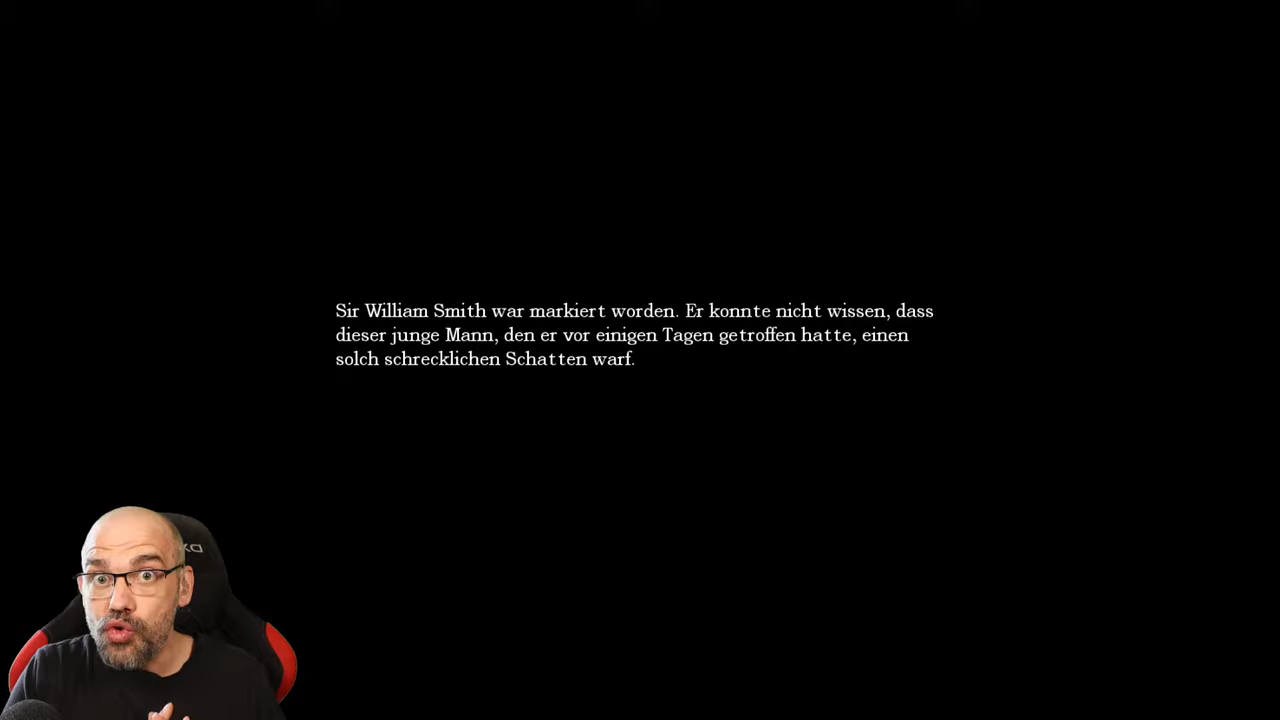 Sir William Smith war markiert worden. Er konnte nicht wissen, dass
dieser junge Mann, den er vor einigen Tagen getroffen hatte, einen
solch schrecklichen Schatten warf.